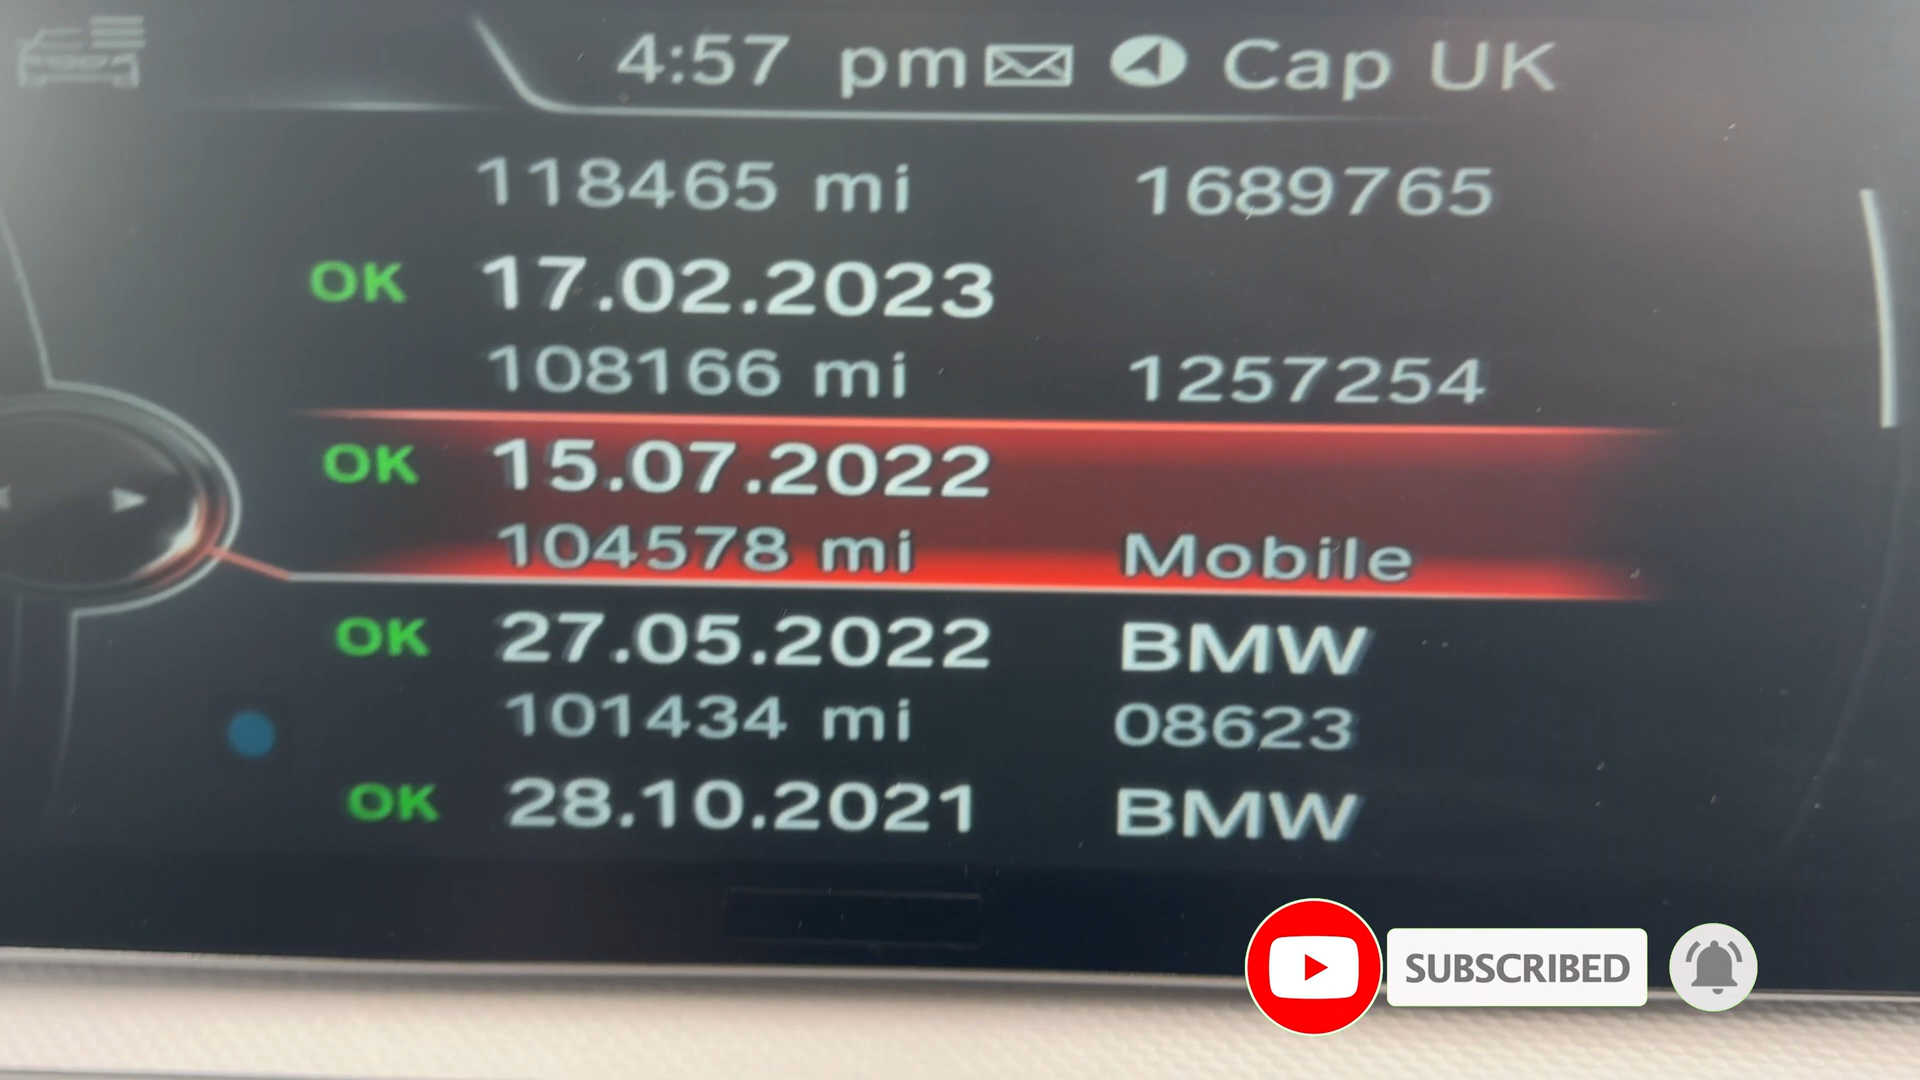 4:57 pm Cap UK
118465 mi 1689765
OK 17.02.2023
108166 mi 1257254
OK 15.07.2022
104578 mi Mobile
OK 27.05.2022 BMW
101434 mi 08623
OK 28.10.2021 BMW
SUBSCRIBED